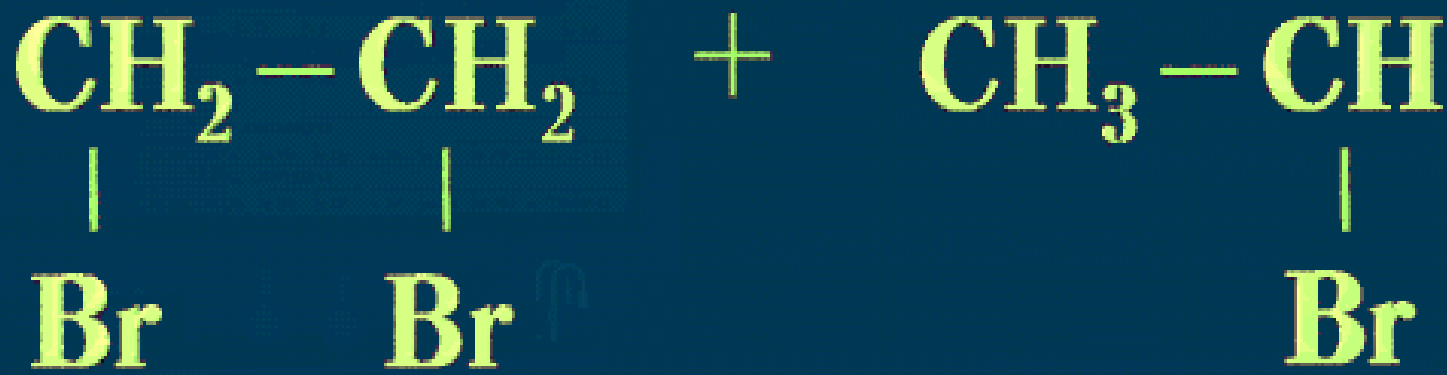 CH₂—CH₂ + CH₃—CH
| | |
Br Br Br